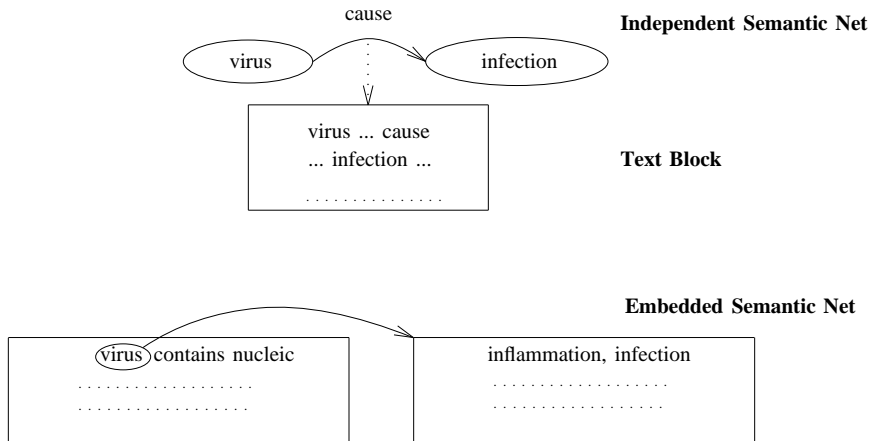 cause
Independent Semantic Net
virus
infection
virus ... cause
... infection ...
Text Block
. . . . . . . . . . . . . . .
Embedded Semantic Net
virus contains nucleic
inflammation, infection
. . . . . . . . . . . . . . . . . . .
. . . . . . . . . . . . . . . . . . .
. . . . . . . . . . . . . . . . . . .
. . . . . . . . . . . . . . . . . . .